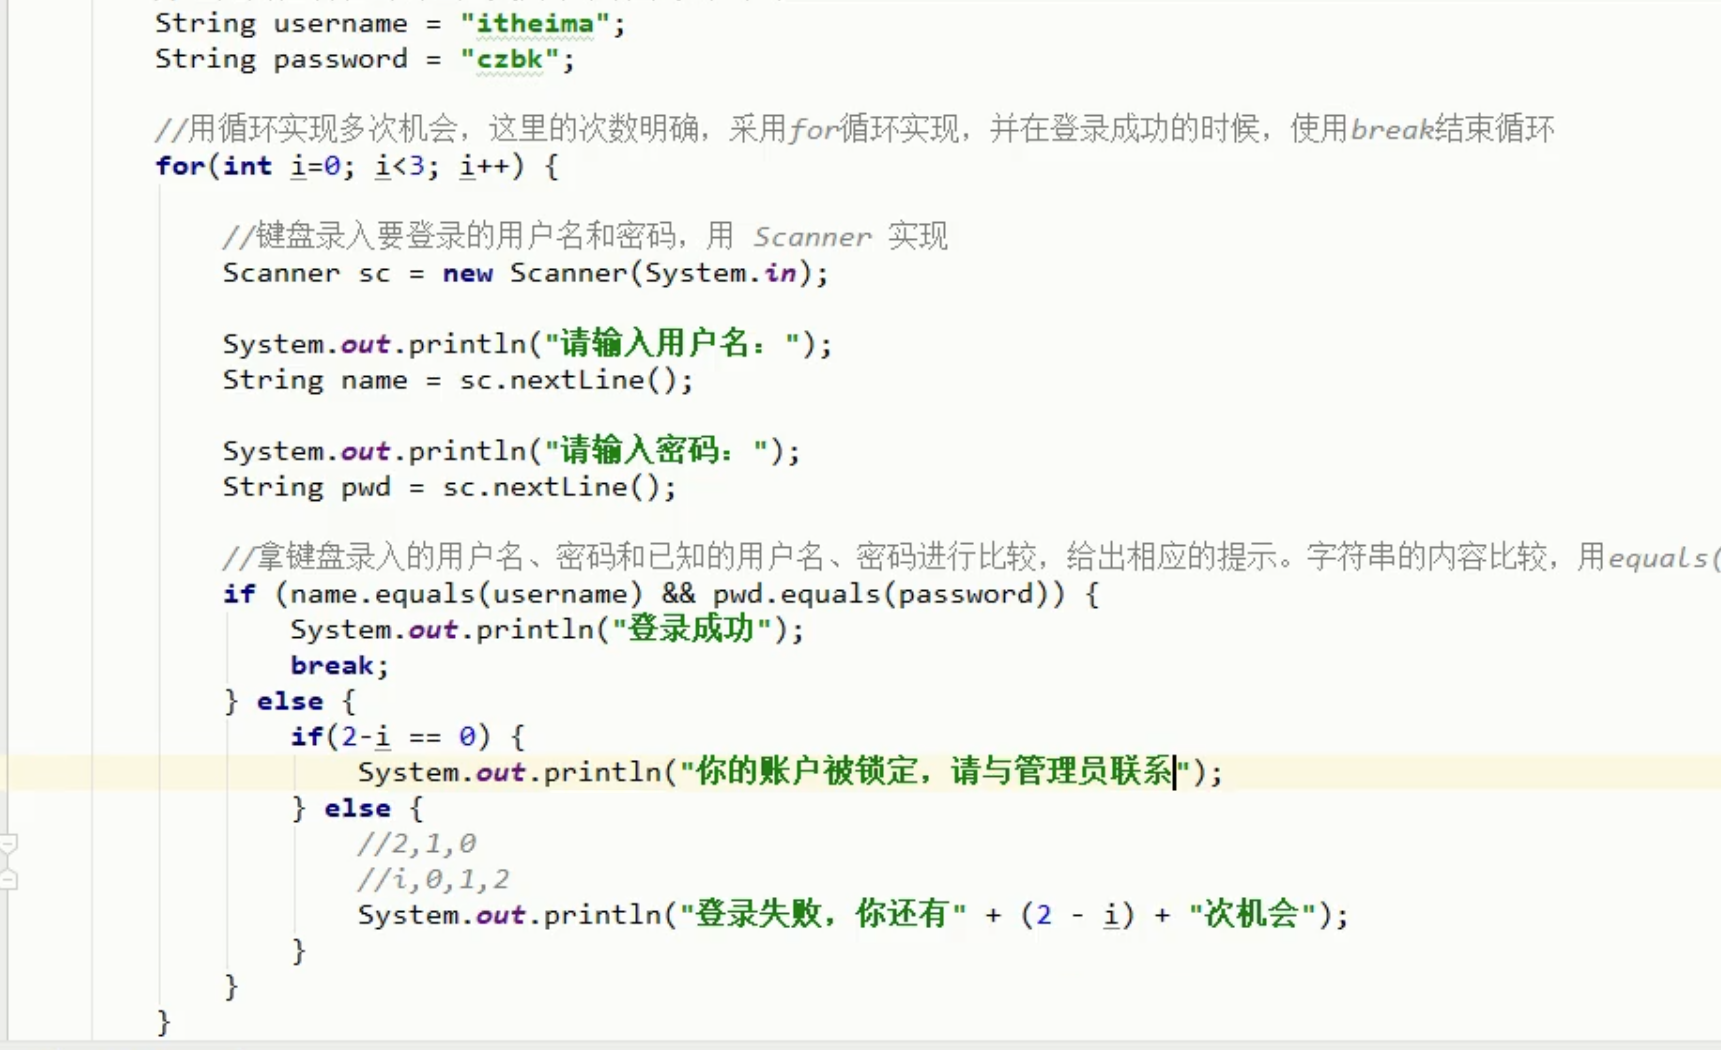 String username = "itheima";
String password = "czbk";
//用循环实现多次机会，这里的次数明确，采用for循环实现，并在登录成功的时候，使用break结束循环
for(int i=0; i<3; i++) {
//键盘录入要登录的用户名和密码，用 Scanner 实现
Scanner sc = new Scanner(System.in);
System.out.println("请输入用户名：");
String name = sc.nextLine();
System.out.println("请输入密码：");
String pwd = sc.nextLine();
//拿键盘录入的用户名、密码和已知的用户名、密码进行比较，给出相应的提示。字符串的内容比较，用equals(
if (name.equals(username) && pwd.equals(password)) {
System.out.println("登录成功");
break;
} else {
if(2-i == 0) {
System.out.println("你的账户被锁定，请与管理员联系");
} else {
//2,1,0
//i,0,1,2
System.out.println("登录失败，你还有" + (2 - i) + "次机会");
}
}
}